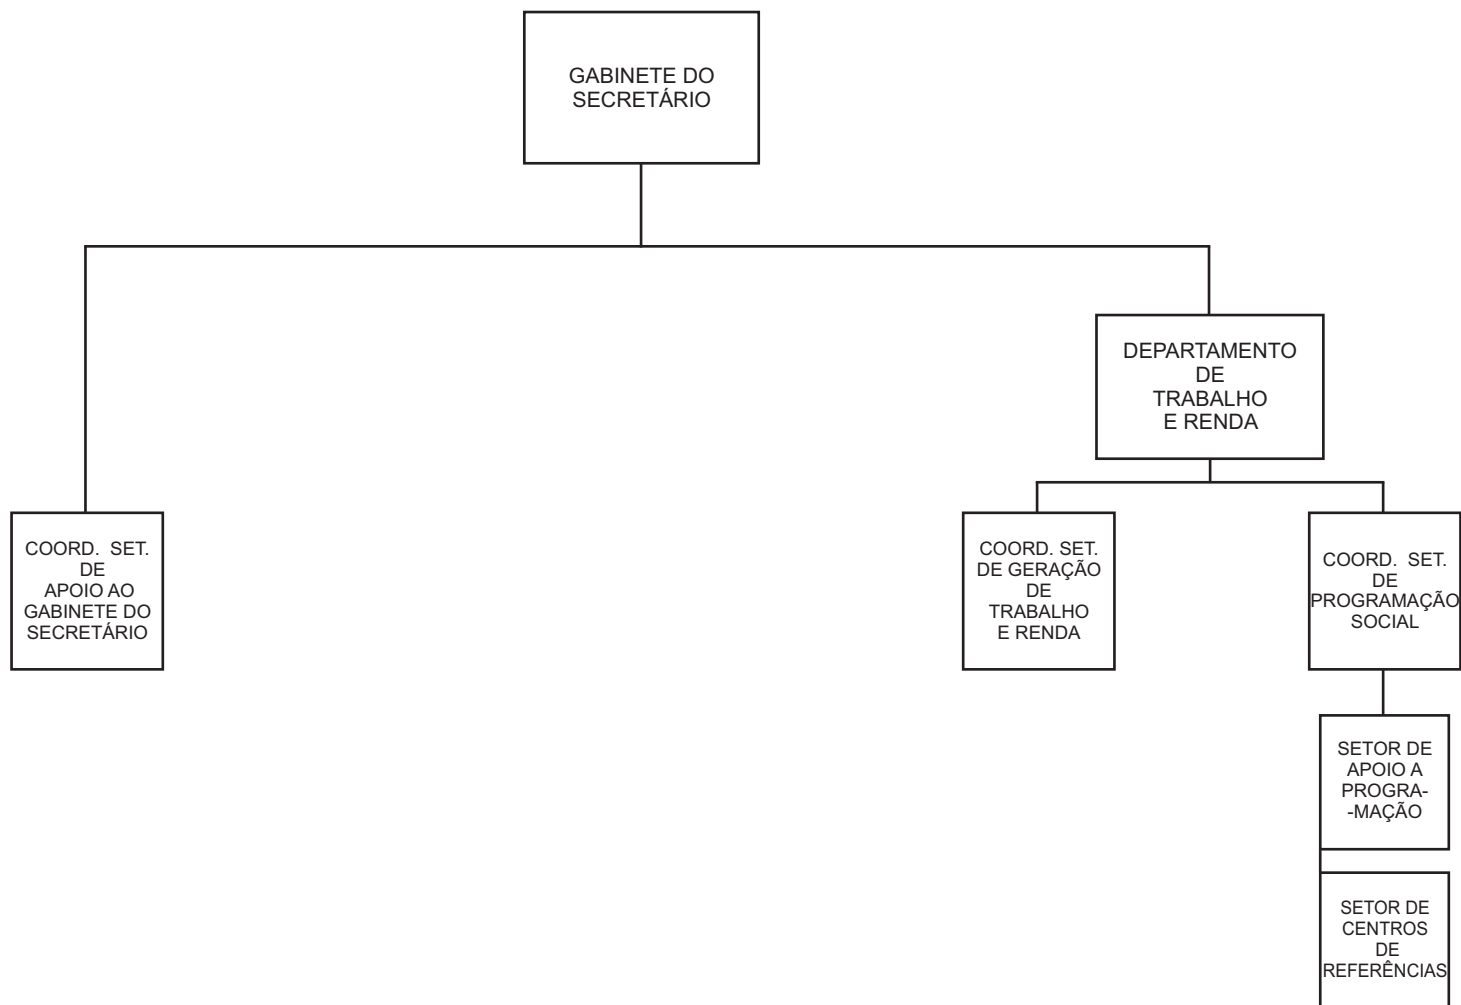 GABINETE DO
SECRETÁRIO
DEPARTAMENTO
DE
TRABALHO
E RENDA
COORD. SET.
DE
APOIO AO
GABINETE DO
SECRETÁRIO
COORD. SET.
DE GERAÇÃO
DE
TRABALHO
E RENDA
COORD. SET.
DE
PROGRAMAÇÃO
SOCIAL
SETOR DE
APOIO A
PROGRA-
-MAÇÃO
SETOR DE
CENTROS
DE
REFERÊNCIAS